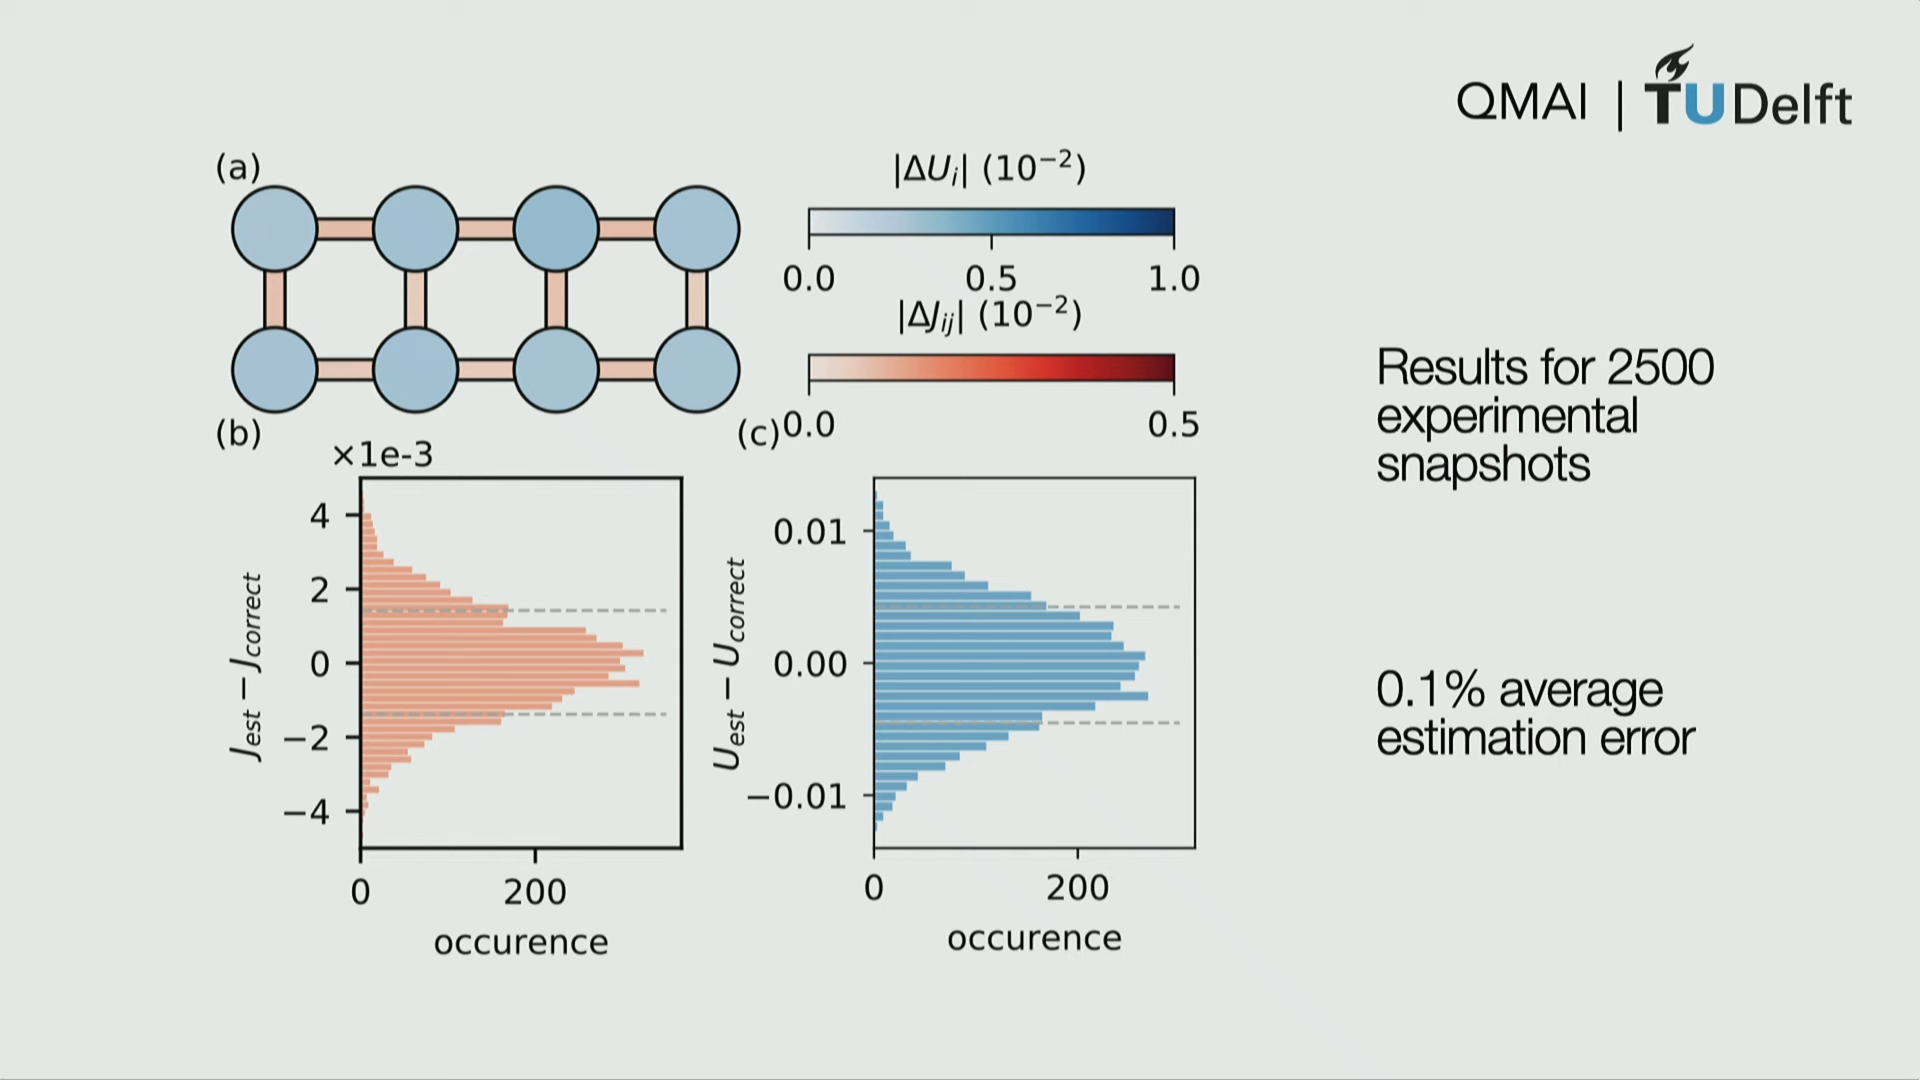 QMAI | TU Delft
(a)
|ΔU_i| (10⁻²)
0.0 0.5 1.0
|ΔJ_ij| (10⁻²)
0.0 0.5
(b)
×1e-3
4
2
0
−2
−4
J_est − J_correct
0 200
occurence
(c)
0.01
0.00
−0.01
U_est − U_correct
0 200
occurence
Results for 2500
experimental
snapshots
0.1% average
estimation error